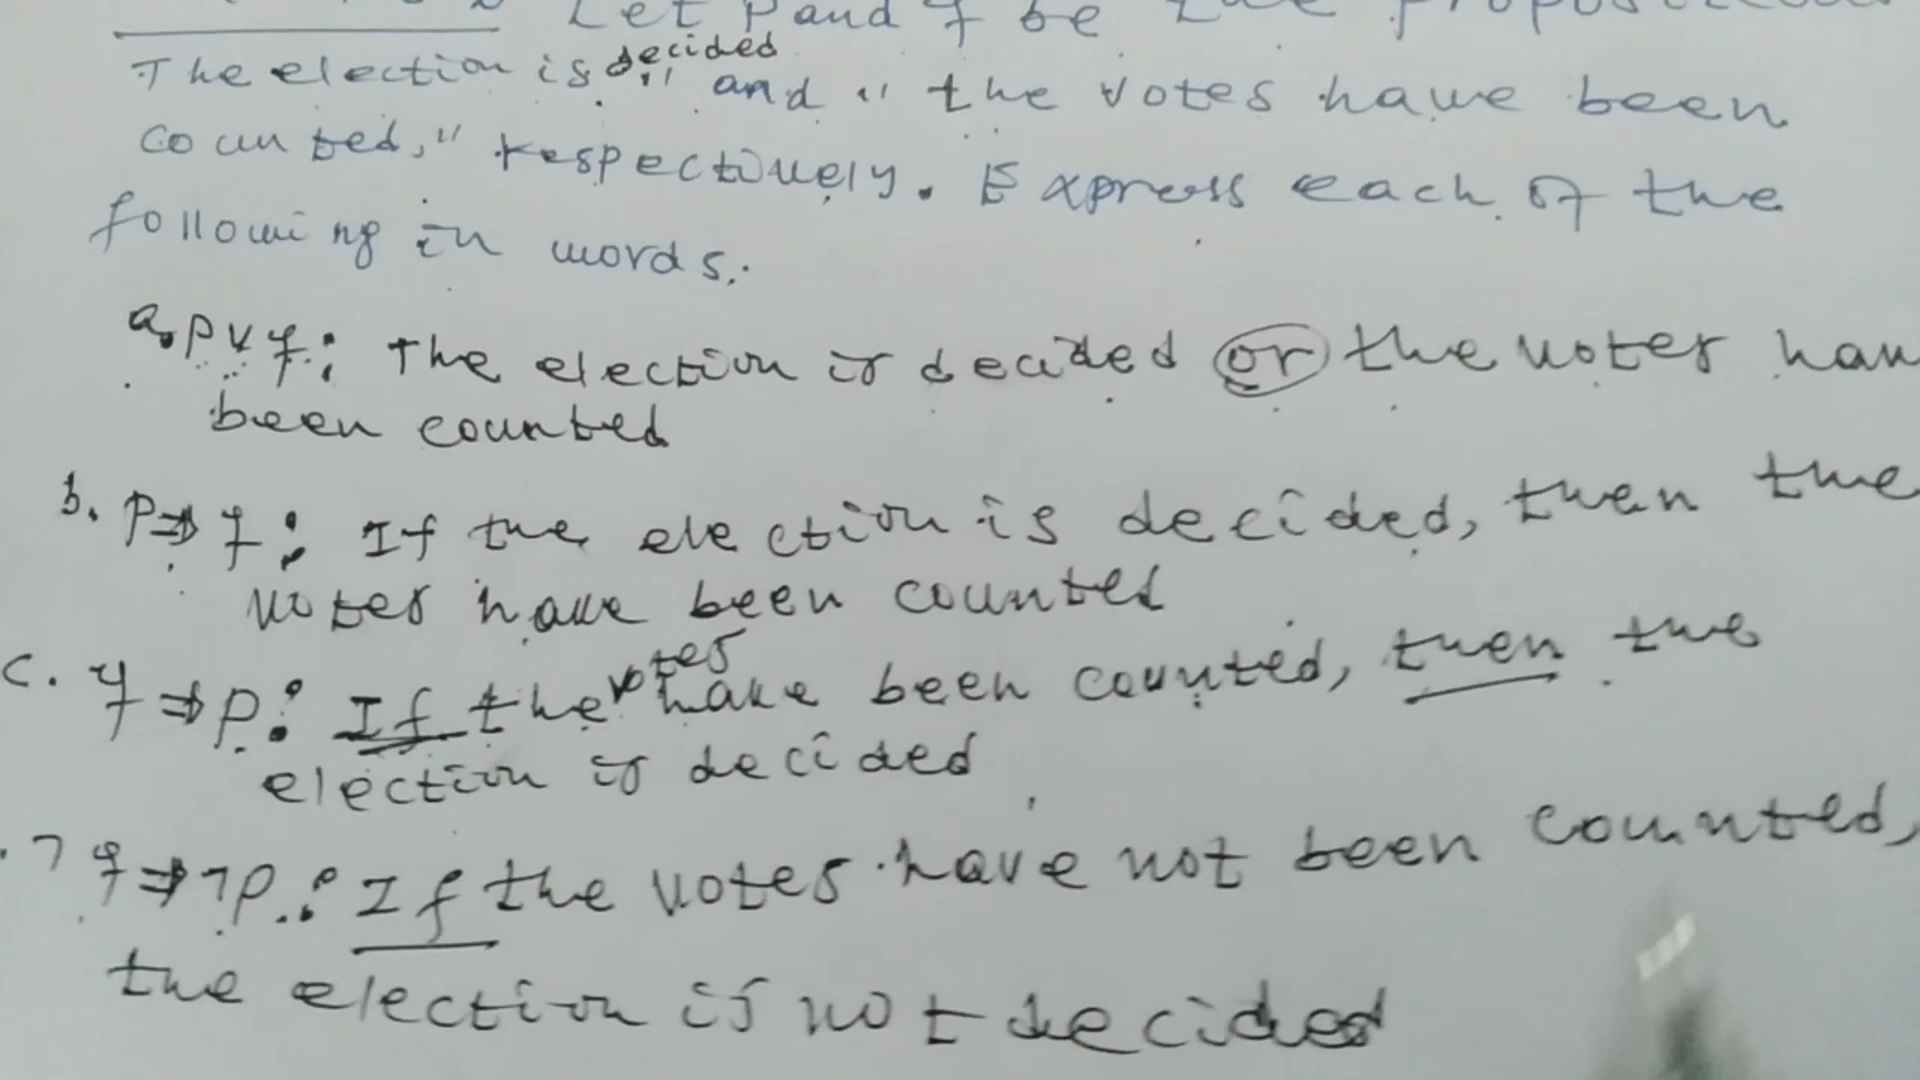 Let p and q be the
The election is decided" and "the votes have been
counted," respectively. Express each of the
following in words.
a. p∨q: The election is decided or the votes hav
been counted
b. p⇒q: If the election is decided, then the
votes have been counted
c. q⇒p: If the votes have been counted, then the
election is decided
. ¬q⇒¬p: If the votes have not been counted,
the election is not decided